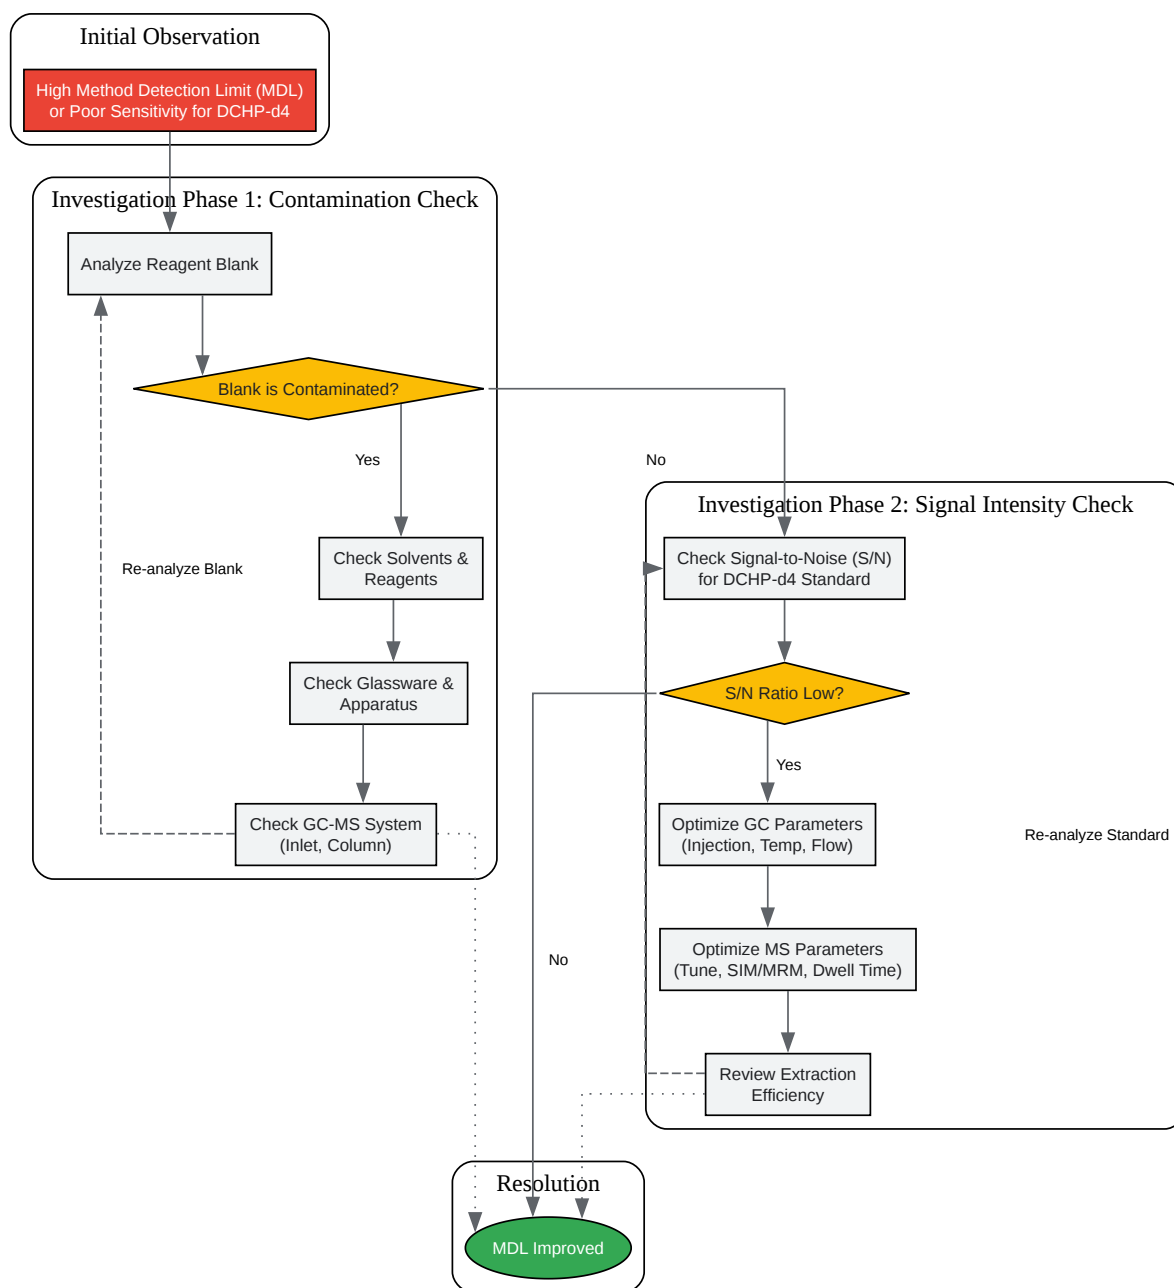 Initial Observation
High Method Detection Limit (MDL)
or Poor Sensitivity for DCHP-d4
Investigation Phase 1: Contamination Check
Analyze Reagent Blank
Blank is Contaminated?
Yes
No
Investigation Phase 2: Signal Intensity Check
Check Solvents &
Reagents
Re-analyze Blank
Check Signal-to-Noise (S/N)
for DCHP-d4 Standard
Check Glassware &
Apparatus
S/N Ratio Low?
Yes
Check GC-MS System
(Inlet, Column)
Optimize GC Parameters
(Injection, Temp, Flow)
Re-analyze Standard
Optimize MS Parameters
(Tune, SIM/MRM, Dwell Time)
No
Review Extraction
Efficiency
Resolution
MDL Improved